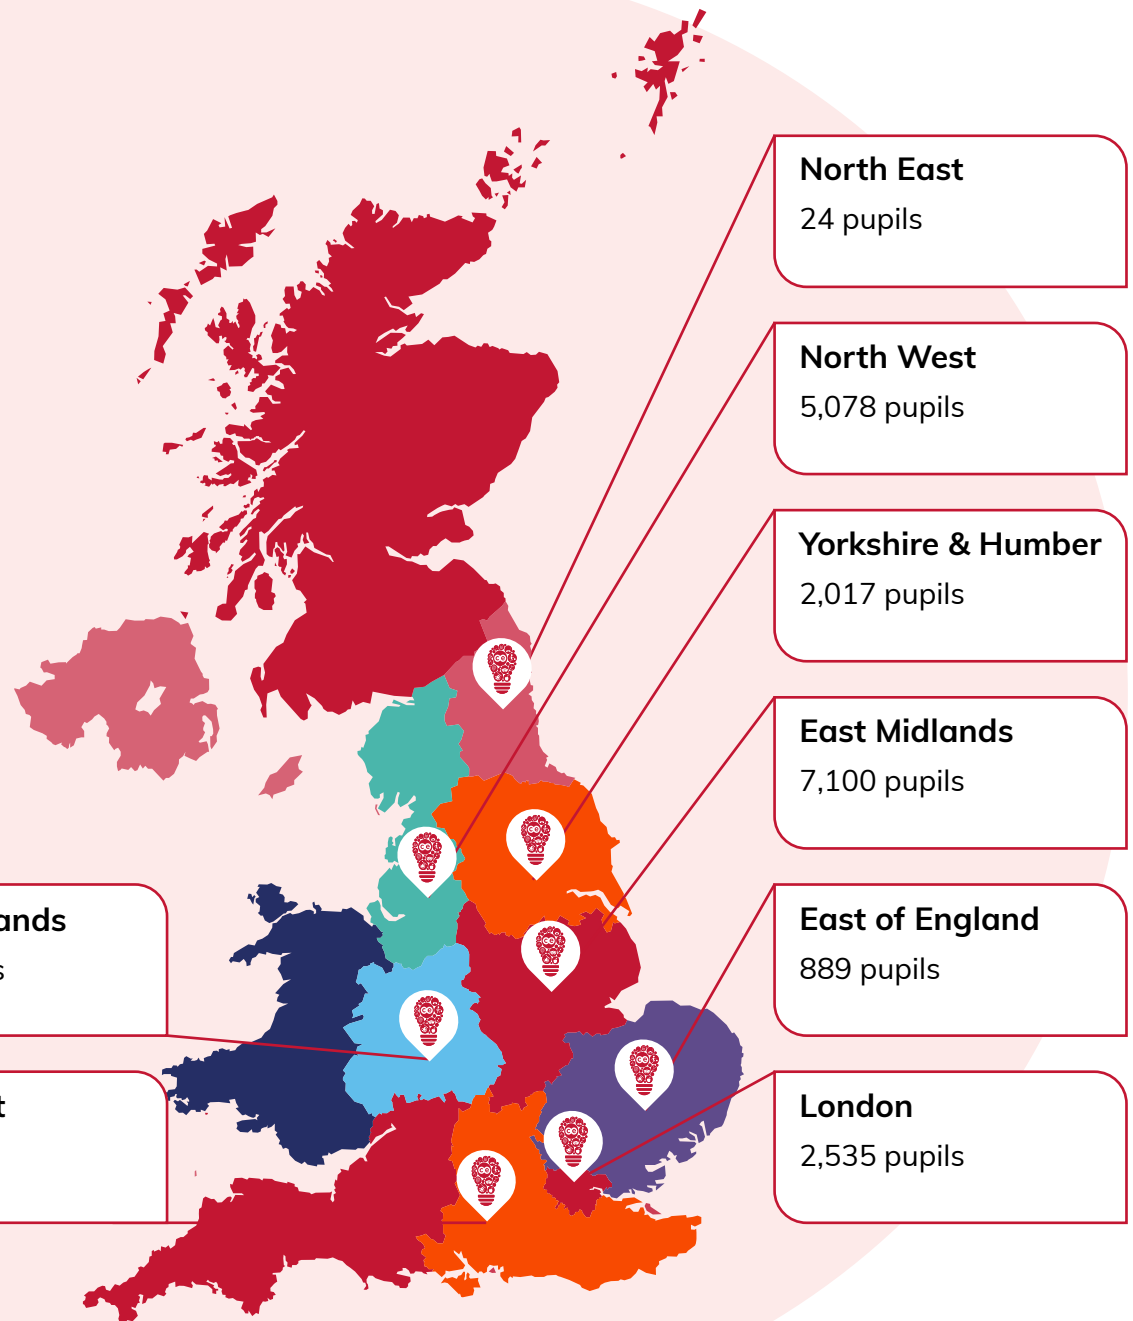 North East
24 pupils
North West
5,078 pupils
Yorkshire & Humber
2,017 pupils
East Midlands
7,100 pupils
ands
s
East of England
889 pupils
t
London
2,535 pupils